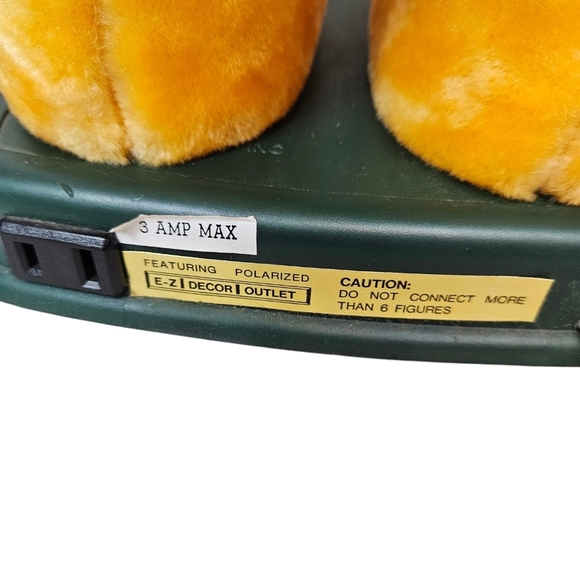 3 AMP MAX
FEATURING POLARIZED
E-Z DECOR OUTLET
CAUTION:
DO NOT CONNECT MORE
THAN 6 FIGURES